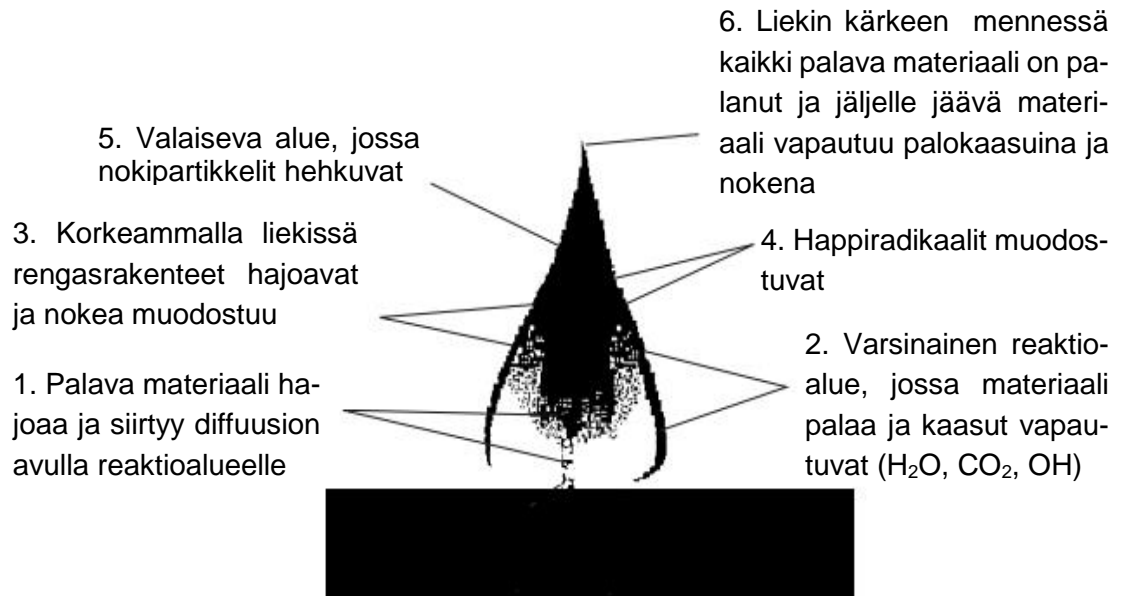 6. Liekin kärkeen mennessä
kaikki palava materiaali on pa-
lanut ja jäljelle jäävä materi-
aali vapautuu palokaasuina ja
nokena
5. Valaiseva alue, jossa
nokipartikkelit hehkuvat
3. Korkeammalla liekissä
rengasrakenteet hajoavat
ja nokea muodostuu
4. Happiradikaalit muodos-
tuvat
1. Palava materiaali ha-
joaa ja siirtyy diffuusion
avulla reaktioalueelle
2. Varsinainen reaktio-
alue, jossa materiaali
palaa ja kaasut vapau-
tuvat (H₂O, CO₂, OH)